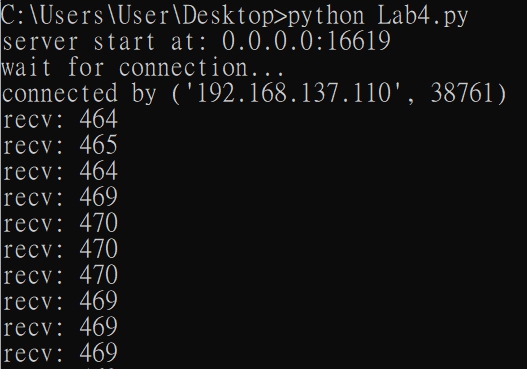 C:\Users\User\Desktop>python Lab4.py
server start at: 0.0.0.0:16619
wait for connection...
connected by ('192.168.137.110', 38761)
recv: 464
recv: 465
recv: 464
recv: 469
recv: 470
recv: 470
recv: 470
recv: 469
recv: 469
recv: 469